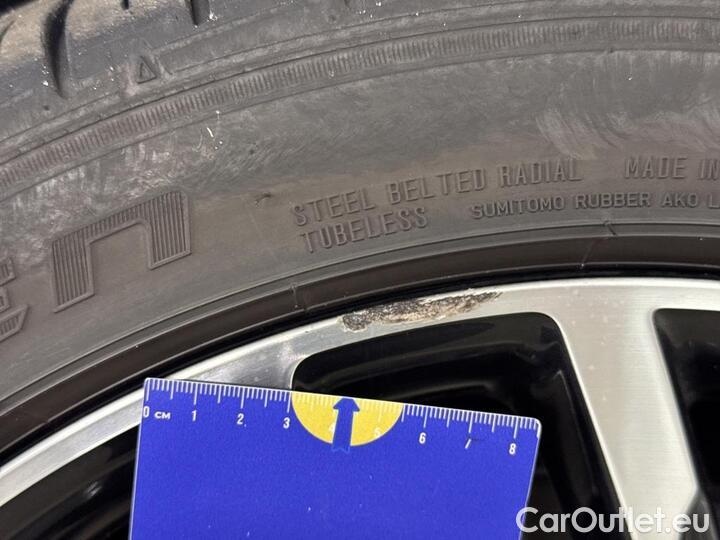 STEEL BELTED RADIAL MADE IN
TUBELESS SUMITOMO RUBBER AKO L
en
0 CM 1 2 3 4 5 6 7 8
CarOutlet.eu